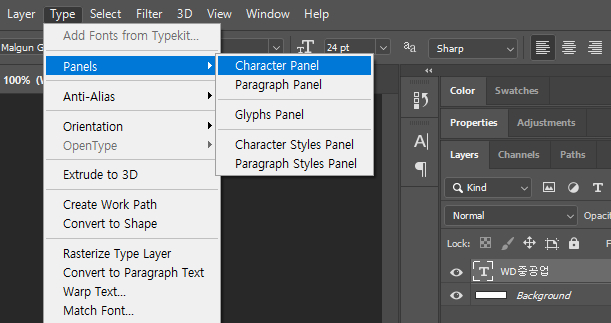 Layer Type Select Filter 3D View Window Help
Malgun G
24 pt
aa
Sharp
Add Fonts from Typekit...
Panels
Character Panel
Paragraph Panel
Glyphs Panel
Character Styles Panel
Paragraph Styles Panel
100% (W
Anti-Alias
Orientation
OpenType
Extrude to 3D
Create Work Path
Convert to Shape
Rasterize Type Layer
Convert to Paragraph Text
Warp Text...
Match Font...
A
Color Swatches
Properties Adjustments
Layers Channels Paths
Kind
T
Normal
Opaci
Lock:
T WD중공업
Background